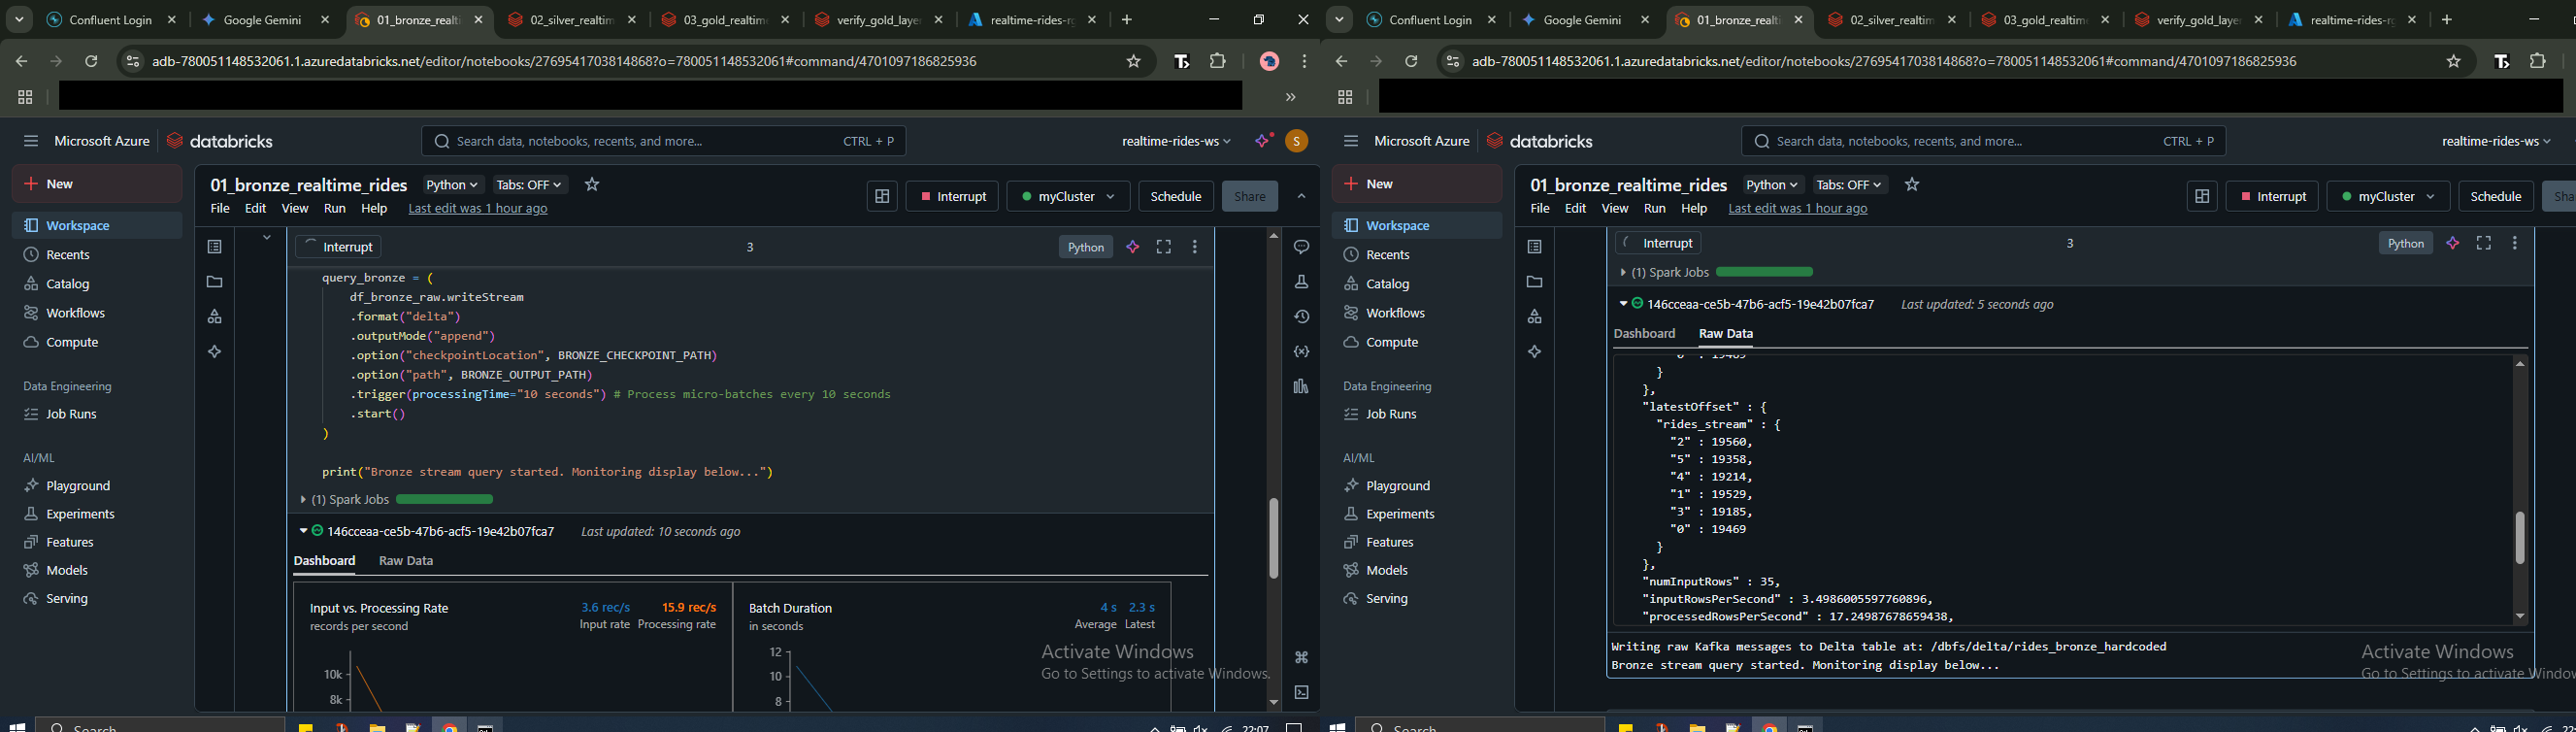 Confluent Login
Google Gemini
01_bronze_realti
02_silver_realtim
03_gold_realtime
verify_gold_layer
realtime-rides-rg
adb-780051148532061.1.azuredatabricks.net/editor/notebooks/2769541703814868?o=780051148532061#command/4701097186825936
Microsoft Azure
databricks
Search data, notebooks, recents, and more...
CTRL + P
realtime-rides-ws
S
New
Workspace
Recents
Catalog
Workflows
Compute
Data Engineering
Job Runs
AI/ML
Playground
Experiments
Features
Models
Serving
01_bronze_realtime_rides
Python
Tabs: OFF
File Edit View Run Help Last edit was 1 hour ago
Interrupt
myCluster
Schedule
Share
Interrupt
3
Python
query_bronze = (
df_bronze_raw.writeStream
.format("delta")
.outputMode("append")
.option("checkpointLocation", BRONZE_CHECKPOINT_PATH)
.option("path", BRONZE_OUTPUT_PATH)
.trigger(processingTime="10 seconds") # Process micro-batches every 10 seconds
.start()
)
print("Bronze stream query started. Monitoring display below...")
(1) Spark Jobs
146cceaa-ce5b-47b6-acf5-19e42b07fca7 Last updated: 10 seconds ago
Dashboard Raw Data
Input vs. Processing Rate
records per second
3.6 rec/s 15.9 rec/s
Input rate Processing rate
10k
8k
Batch Duration
in seconds
4 s 2.3 s
Average Latest
12
10
8
Activate Windows
Go to Settings to activate Windows.
Search
22:07
Confluent Login
Google Gemini
01_bronze_realti
02_silver_realtim
03_gold_realtime
verify_gold_layer
realtime-rides-rg
adb-780051148532061.1.azuredatabricks.net/editor/notebooks/2769541703814868?o=780051148532061#command/4701097186825936
Microsoft Azure
databricks
Search data, notebooks, recents, and more...
CTRL + P
realtime-rides-ws
New
Workspace
Recents
Catalog
Workflows
Compute
Data Engineering
Job Runs
AI/ML
Playground
Experiments
Features
Models
Serving
01_bronze_realtime_rides
Python
Tabs: OFF
File Edit View Run Help Last edit was 1 hour ago
Interrupt
myCluster
Schedule
Sha
Interrupt
3
Python
(1) Spark Jobs
146cceaa-ce5b-47b6-acf5-19e42b07fca7 Last updated: 5 seconds ago
Dashboard Raw Data
}
},
"latestOffset" : {
"rides_stream" : {
"2" : 19560,
"5" : 19358,
"4" : 19214,
"1" : 19529,
"3" : 19185,
"0" : 19469
}
},
"numInputRows" : 35,
"inputRowsPerSecond" : 3.4986005597760896,
"processedRowsPerSecond" : 17.24987678659438,
Writing raw Kafka messages to Delta table at: /dbfs/delta/rides_bronze_hardcoded
Bronze stream query started. Monitoring display below...
Activate Windows
Go to Settings to activate Windo
Search